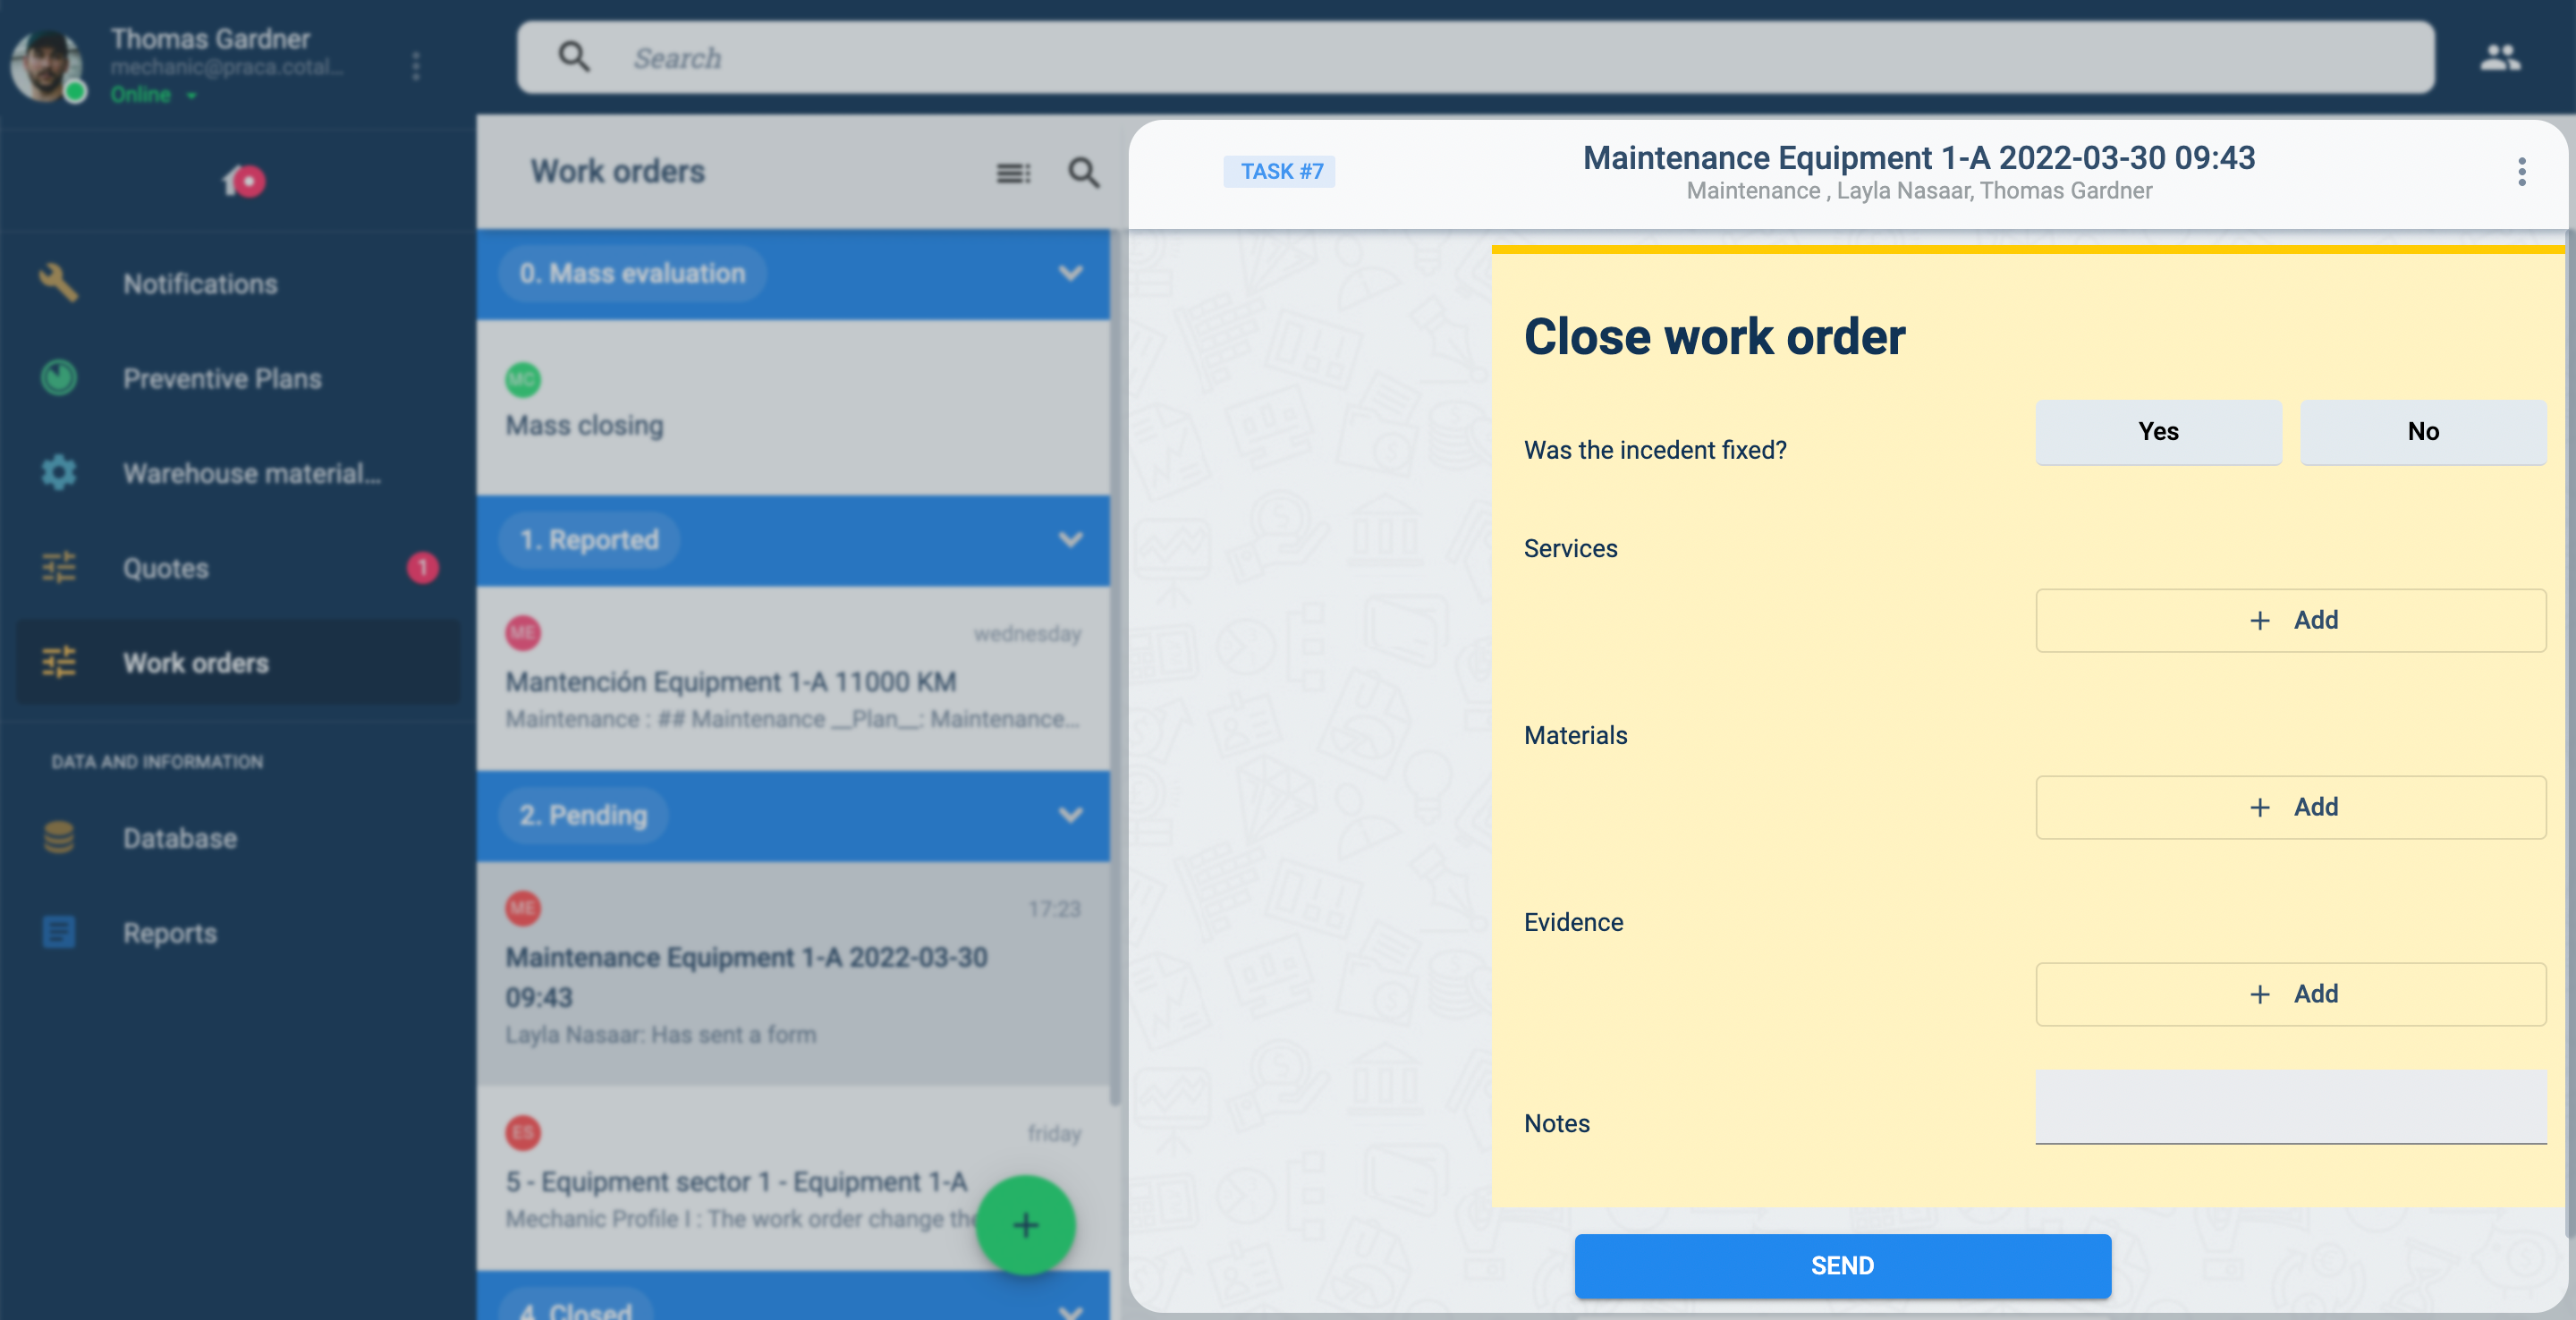 Thomas Gardner
mechanic@praca.cotal...
Online
Search
Notifications
Preventive Plans
Warehouse material...
Quotes
1
Work orders
DATA AND INFORMATION
Database
Reports
Work orders
0. Mass evaluation
MC
Mass closing
1. Reported
ME
wednesday
Mantención Equipment 1-A 11000 KM
Maintenance : ## Maintenance __Plan__: Maintenance...
2. Pending
ME
17:23
Maintenance Equipment 1-A 2022-03-30
09:43
Layla Nasaar: Has sent a form
ES
friday
5 - Equipment sector 1 - Equipment 1-A
Mechanic Profile I : The work order change the
4. Closed
TASK #7
Maintenance Equipment 1-A 2022-03-30 09:43
Maintenance , Layla Nasaar, Thomas Gardner
Close work order
Was the incedent fixed?
Yes
No
Services
+ Add
Materials
+ Add
Evidence
+ Add
Notes
SEND